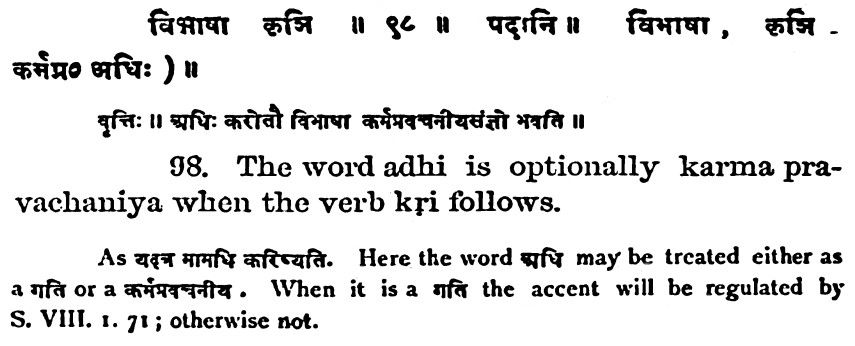 विभाषा कृञि ॥ ९८ ॥ पदानि ॥ विभाषा , कृञि -
कर्मप्र० अधिः ) ॥
वृत्तिः ॥ अधिः करोतौ विभाषा कर्मप्रवचनीयसंज्ञो भवति ॥
98. The word adhi is optionally karma pra-
vachaniya when the verb kṛi follows.
As यदत्र मामधि करिष्यति. Here the word अधि may be treated either as
a गति or a कर्मप्रवचनीय . When it is a गति the accent will be regulated by
S. VIII. 1. 71 ; otherwise not.